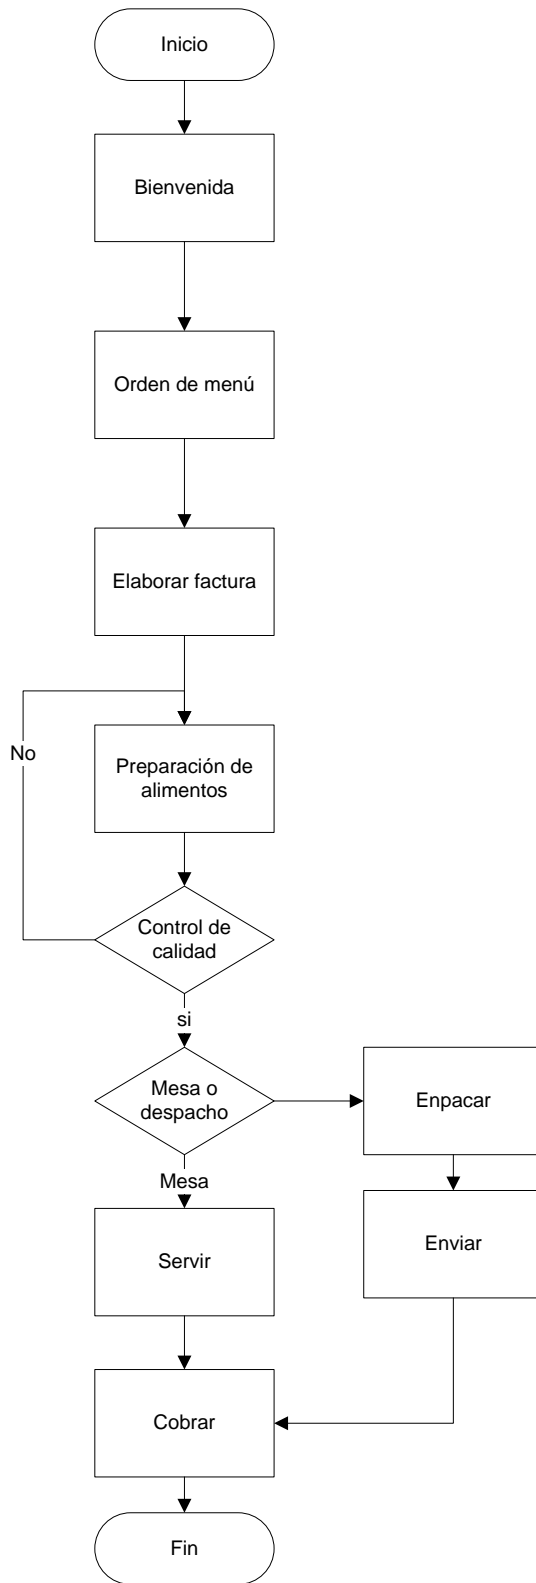 Inicio
Bienvenida
Orden de menú
Elaborar factura
No
Preparación de
alimentos
Control de
calidad
si
Mesa o
despacho
Enpacar
Mesa
Servir
Enviar
Cobrar
Fin